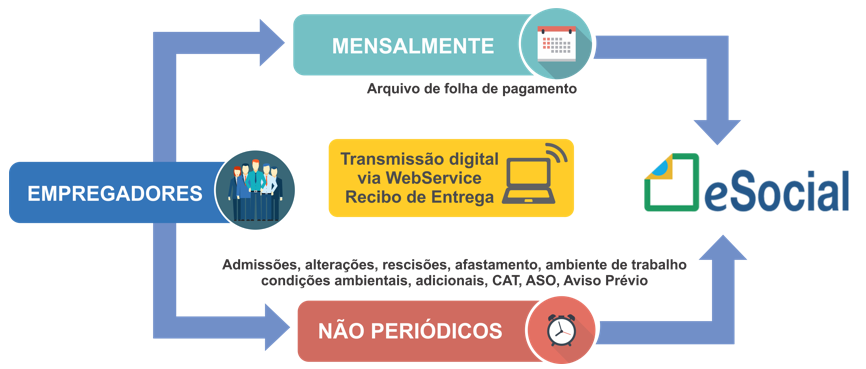 MENSALMENTE
Arquivo de folha de pagamento
Transmissão digital
via WebService
Recibo de Entrega
EMPREGADORES
eSocial
Admissões, alterações, rescisões, afastamento, ambiente de trabalho
condições ambientais, adicionais, CAT, ASO, Aviso Prévio
NÃO PERIÓDICOS